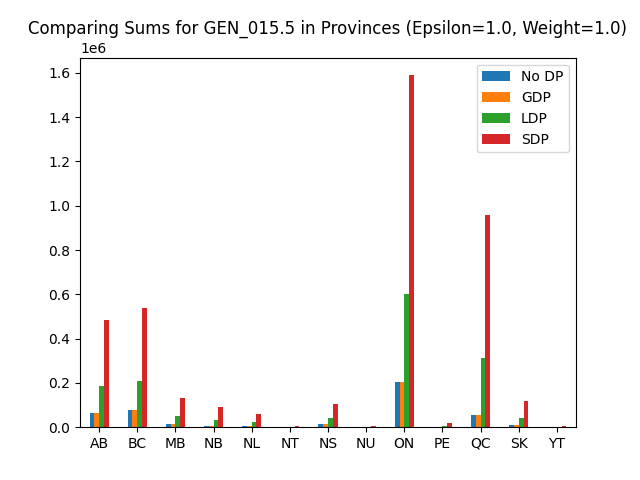 Comparing Sums for GEN_015.5 in Provinces (Epsilon=1.0, Weight=1.0)
1e6
1.6
1.4
1.2
1.0
0.8
0.6
0.4
0.2
0.0
No DP
GDP
LDP
SDP
AB BC MB NB NL NT NS NU ON PE QC SK YT